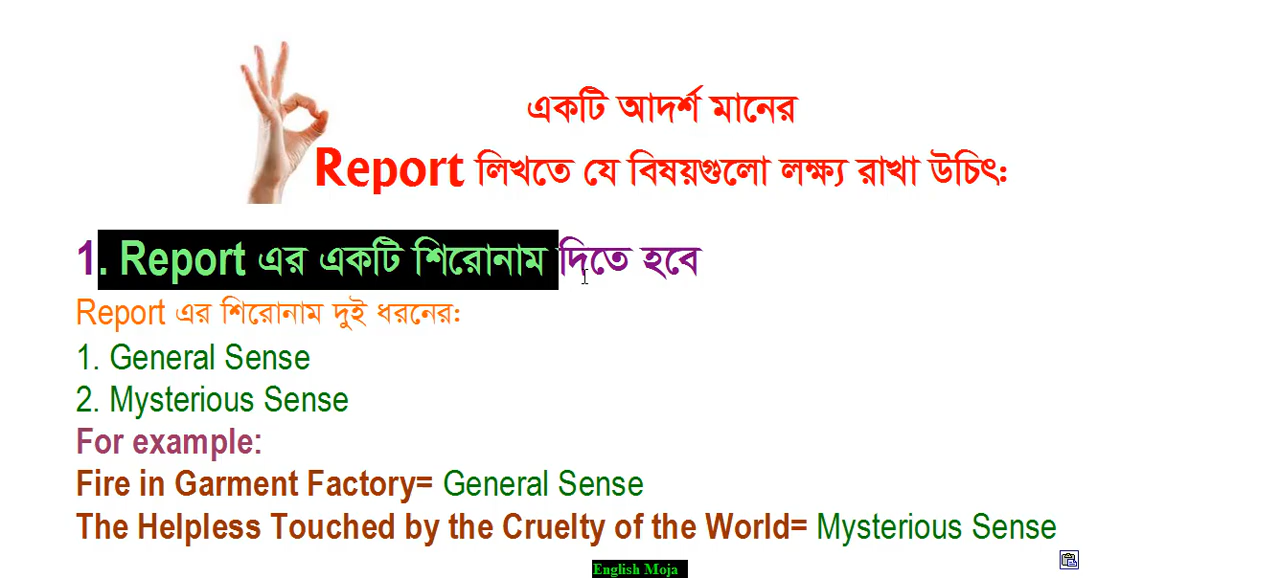 একটি আদর্শ মানের
Report লিখতে যে বিষয়গুলো লক্ষ্য রাখা উচিৎ:
1. Report এর একটি শিরোনাম দিতে হবে
Report এর শিরোনাম দুই ধরনের:
1. General Sense
2. Mysterious Sense
For example:
Fire in Garment Factory= General Sense
The Helpless Touched by the Cruelty of the World= Mysterious Sense
English Moja